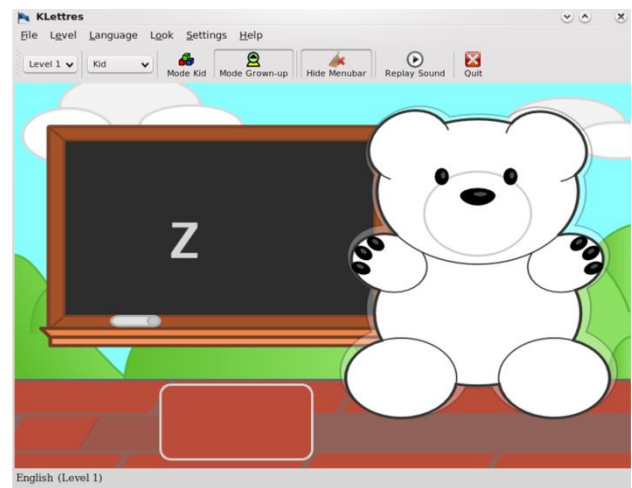 KLettres
File Level Language Look Settings Help
Level 1 Kid Mode Kid Mode Grown-up Hide Menubar Replay Sound Quit
Z
English (Level 1)